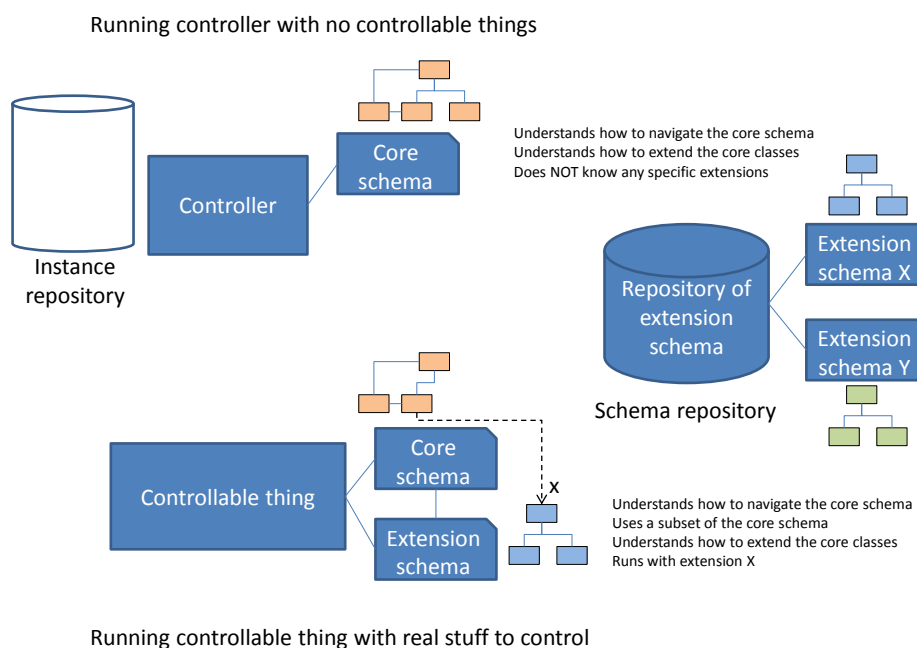 Running controller with no controllable things
Core
schema
Controller
Instance
repository
Understands how to navigate the core schema
Understands how to extend the core classes
Does NOT know any specific extensions
Repository of
extension
schema
Extension
schema X
Extension
schema Y
Schema repository
Controllable thing
Core
schema
Extension
schema
X
Understands how to navigate the core schema
Uses a subset of the core schema
Understands how to extend the core classes
Runs with extension X
Running controllable thing with real stuff to control